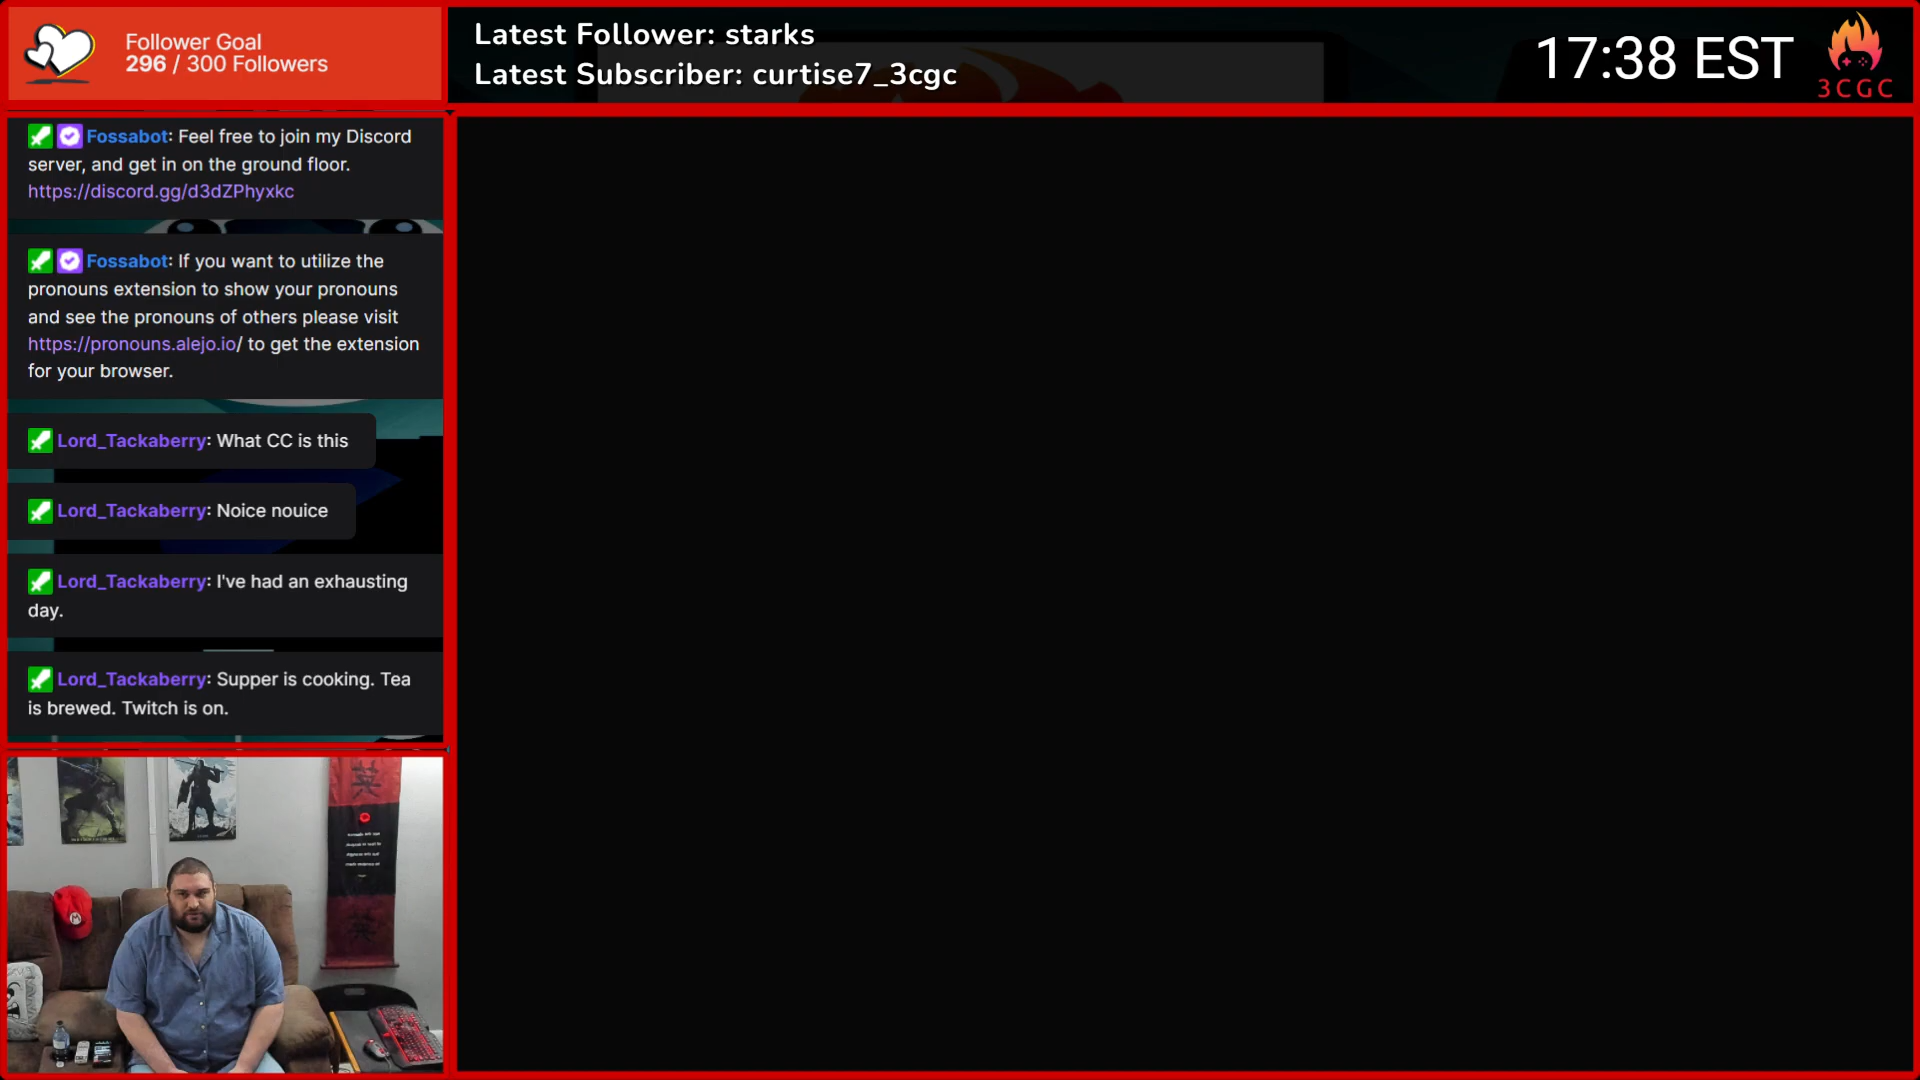 Follower Goal
296 / 300 Followers
Latest Follower: starks
Latest Subscriber: curtise7_3cgc
17:38 EST
3CGC
Fossabot: Feel free to join my Discord
server, and get in on the ground floor.
https://discord.gg/d3dZPhyxkc
Fossabot: If you want to utilize the
pronouns extension to show your pronouns
and see the pronouns of others please visit
https://pronouns.alejo.io/ to get the extension
for your browser.
Lord_Tackaberry: What CC is this
Lord_Tackaberry: Noice nouice
Lord_Tackaberry: I've had an exhausting
day.
Lord_Tackaberry: Supper is cooking. Tea
is brewed. Twitch is on.